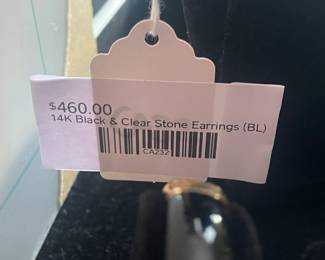 $460.00
14K Black & Clear Stone Earrings (BL)
CA232